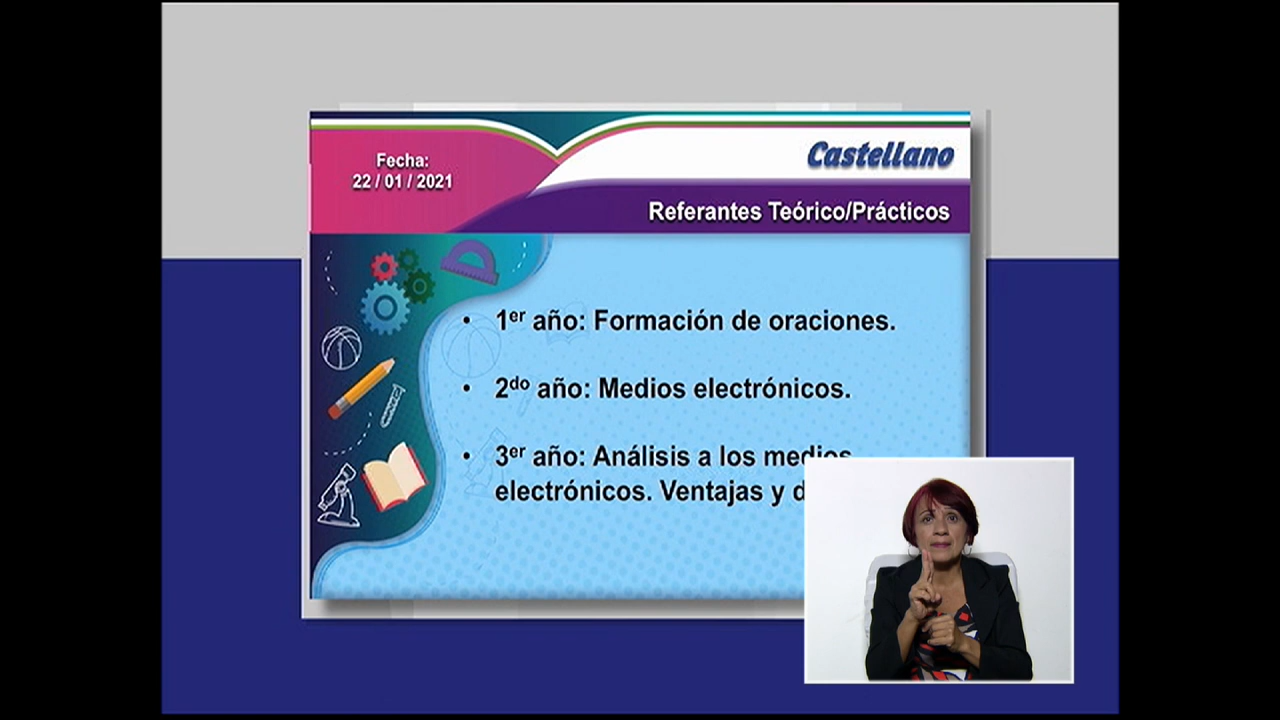 Fecha:
22 / 01 / 2021
Castellano
Referantes Teórico/Prácticos
• 1er año: Formación de oraciones.
• 2do año: Medios electrónicos.
• 3er año: Análisis a los medios
electrónicos. Ventajas y